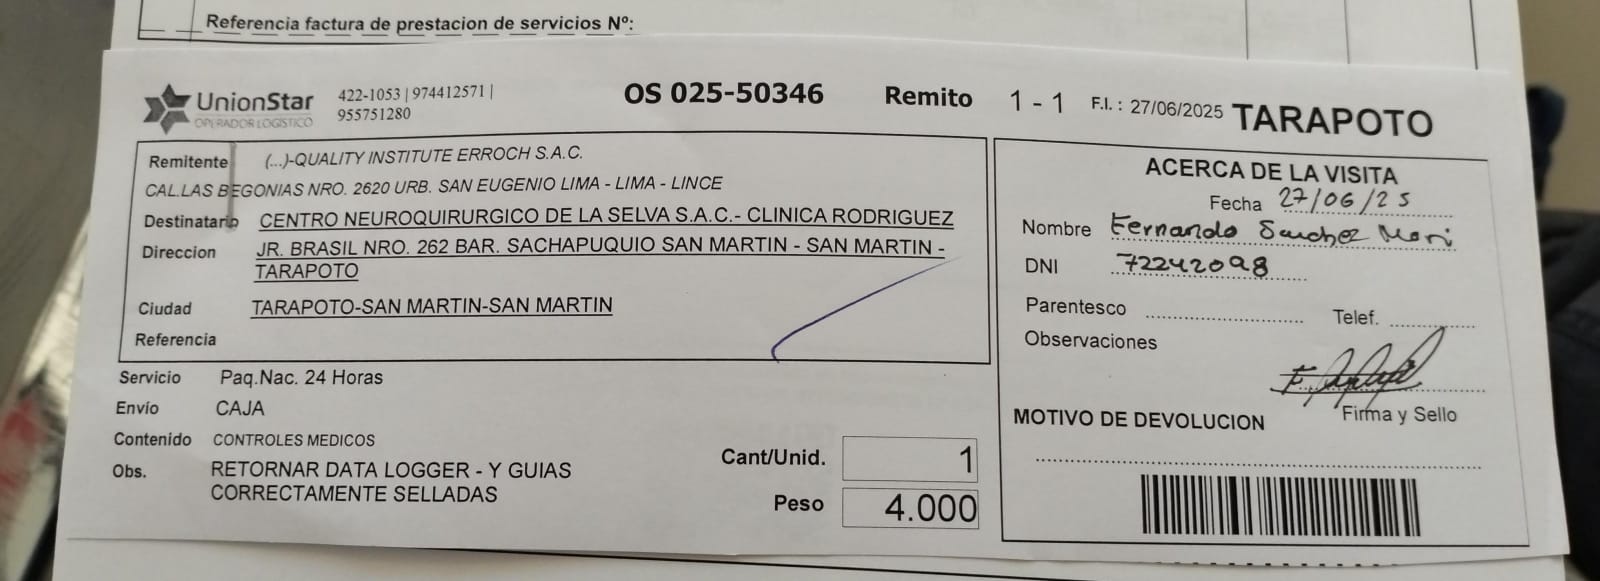 Referencia factura de prestacion de servicios Nº:
UnionStar
OPERADOR LOGÍSTICO
422-1053 | 974412571 |
955751280
OS 025-50346 Remito 1 - 1 F.I. : 27/06/2025 TARAPOTO
Remitente (...)-QUALITY INSTITUTE ERROCH S.A.C.
CAL.LAS BEGONIAS NRO. 2620 URB. SAN EUGENIO LIMA - LIMA - LINCE
Destinatario CENTRO NEUROQUIRURGICO DE LA SELVA S.A.C.- CLINICA RODRIGUEZ
Direccion JR. BRASIL NRO. 262 BAR. SACHAPUQUIO SAN MARTIN - SAN MARTIN -
TARAPOTO
Ciudad TARAPOTO-SAN MARTIN-SAN MARTIN
Referencia
Servicio Paq.Nac. 24 Horas
Envío CAJA
Contenido CONTROLES MEDICOS
Obs. RETORNAR DATA LOGGER - Y GUIAS
CORRECTAMENTE SELLADAS
Cant/Unid. 1
Peso 4.000
ACERCA DE LA VISITA
Fecha 27/06/25
Nombre Fernando Sanchez Mori
DNI 72242098
Parentesco Telef.
Observaciones
Firma y Sello
MOTIVO DE DEVOLUCION